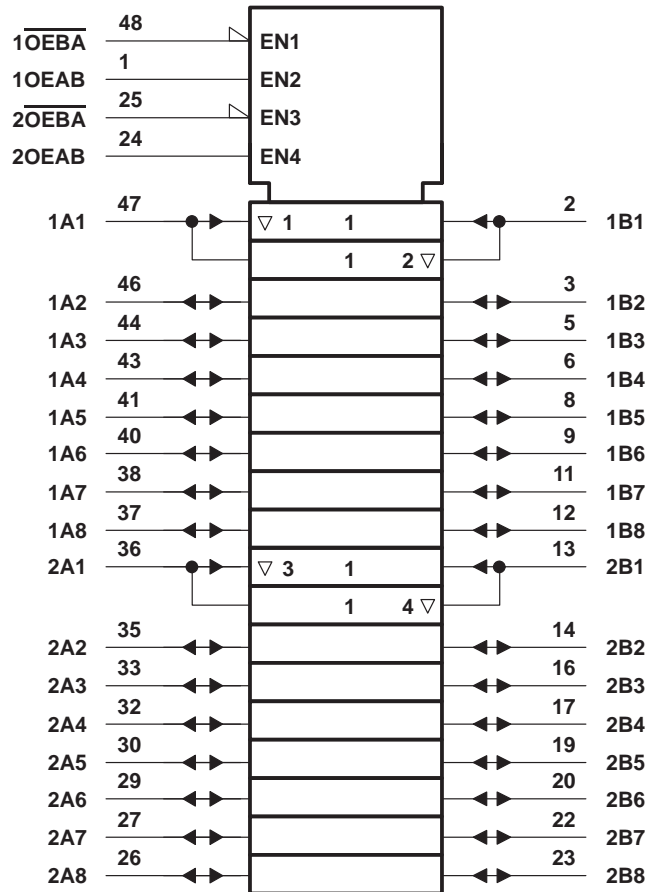 48
1O̅E̅B̅A̅ EN1
1
1OEAB EN2
25
2O̅E̅B̅A̅ EN3
24
2OEAB EN4
1A1 47 ▽ 1 1 2 1B1
1 2 ▽
1A2 46 3 1B2
1A3 44 5 1B3
1A4 43 6 1B4
1A5 41 8 1B5
1A6 40 9 1B6
1A7 38 11 1B7
1A8 37 12 1B8
2A1 36 ▽ 3 1 13 2B1
1 4 ▽
2A2 35 14 2B2
2A3 33 16 2B3
2A4 32 17 2B4
2A5 30 19 2B5
2A6 29 20 2B6
2A7 27 22 2B7
2A8 26 23 2B8